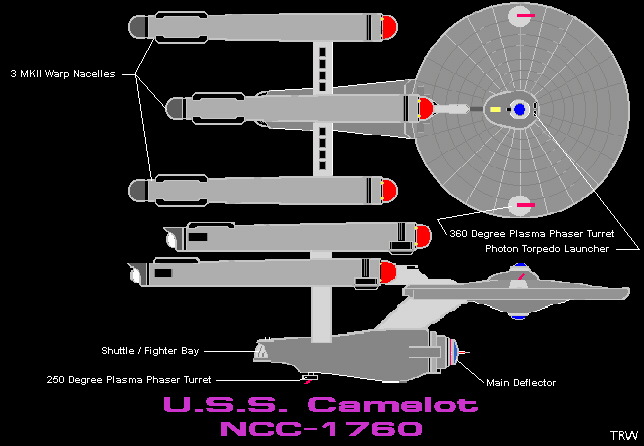 3 MKII Warp Nacelles
360 Degree Plasma Phaser Turret
Photon Torpedo Launcher
Shuttle / Fighter Bay
250 Degree Plasma Phaser Turret
Main Deflector
U.S.S. Camelot
NCC-1760
TRW